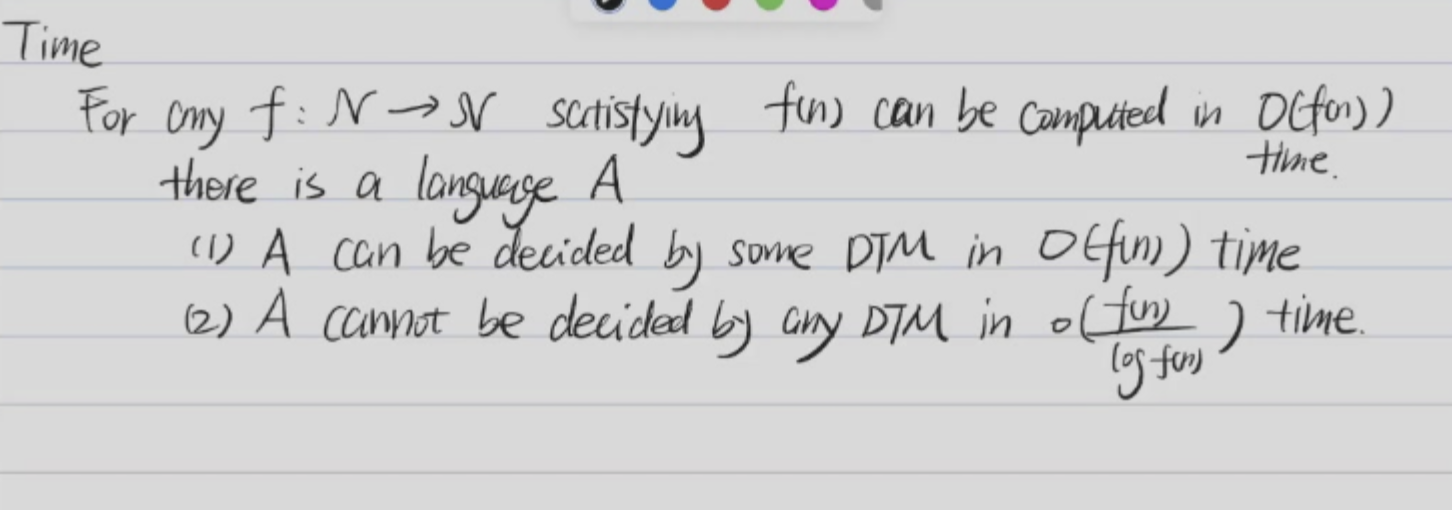 Time
For any f: N → N satisfying f(n) can be computed in O(f(n))
time.
there is a language A
(1) A can be decided by some DTM in O(f(n)) time
(2) A cannot be decided by any DTM in o(f(n)/log f(n)) time.